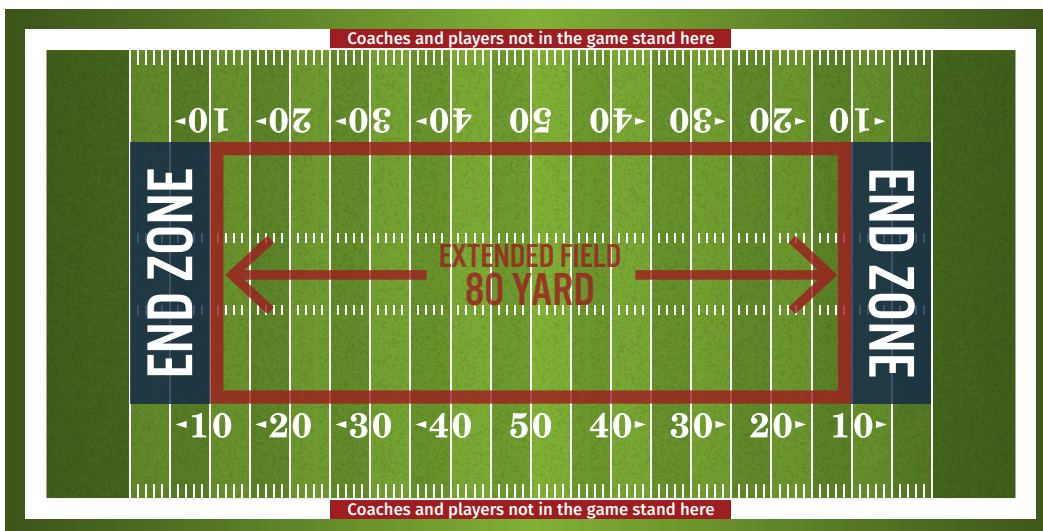 Coaches and players not in the game stand here
◄10 ◄20 ◄30 ◄40 50 40► 30► 20► 10►
END ZONE
EXTENDED FIELD
80 YARD
END ZONE
◄10 ◄20 ◄30 ◄40 50 40► 30► 20► 10►
Coaches and players not in the game stand here